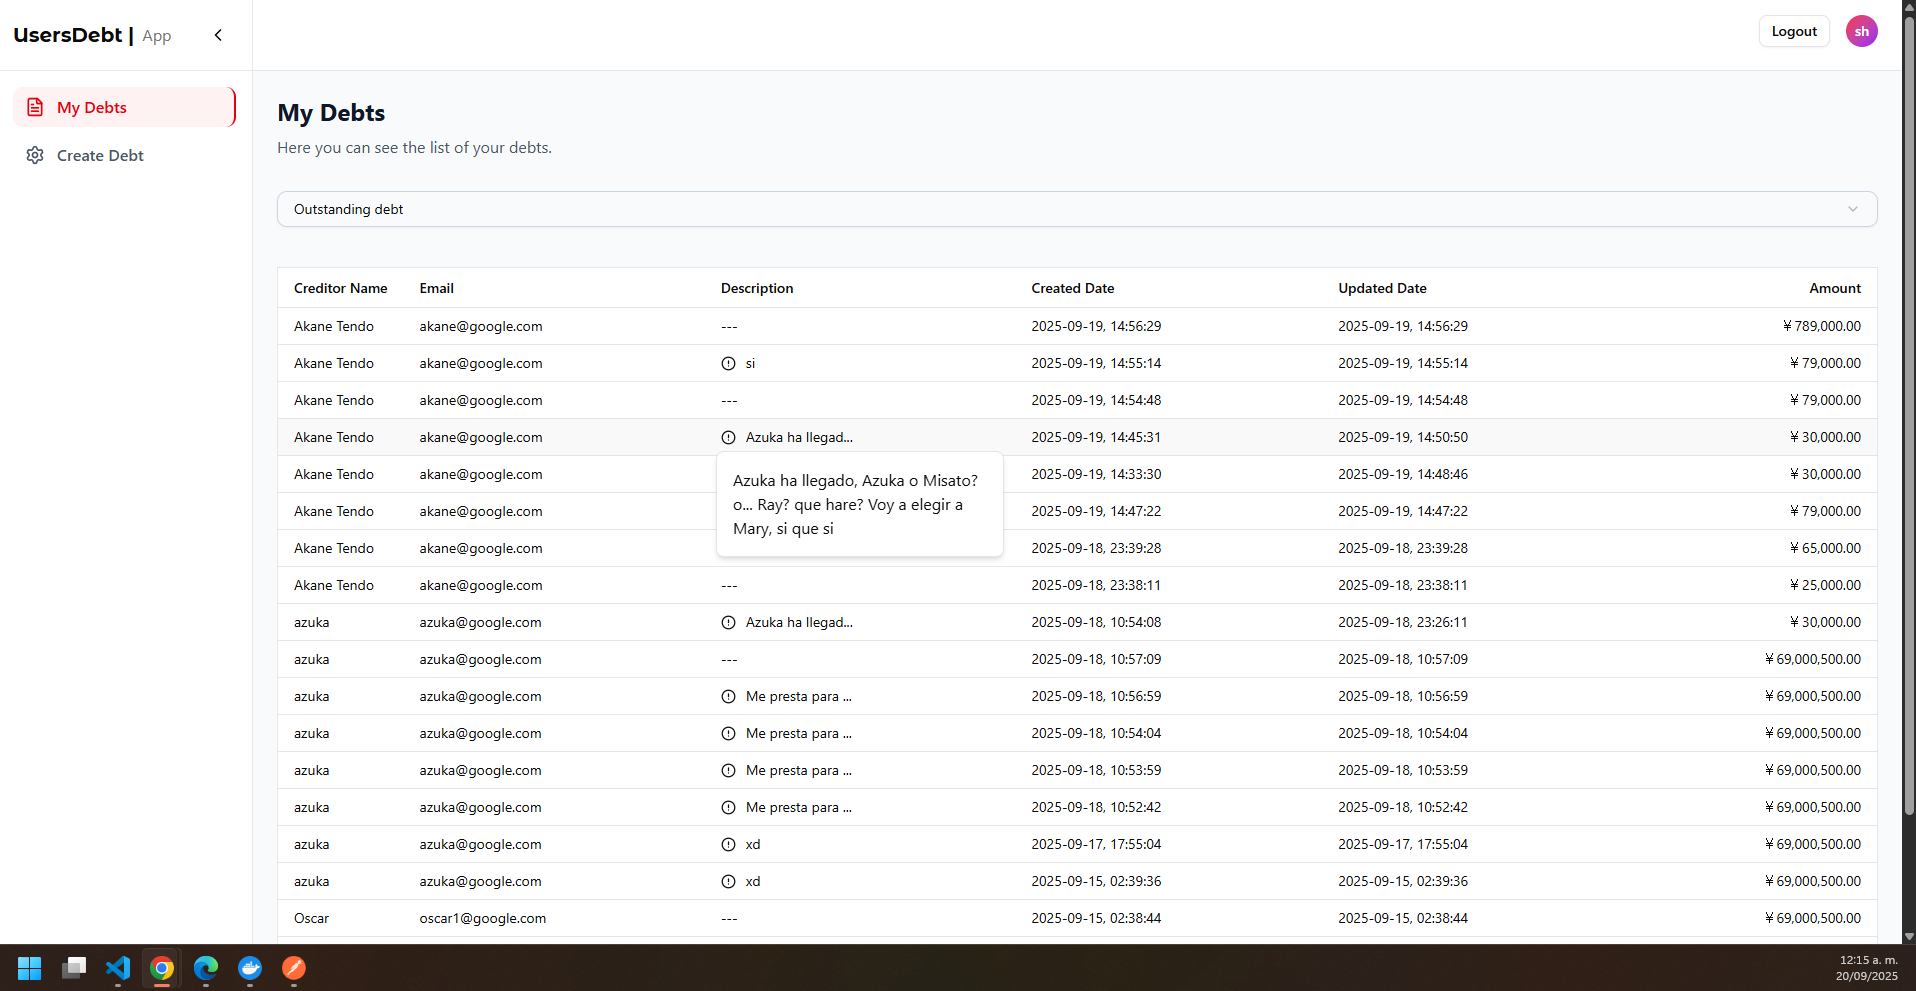 UsersDebt | App
Logout
sh
My Debts
Create Debt
My Debts
Here you can see the list of your debts.
Outstanding debt
Creditor Name Email Description Created Date Updated Date Amount
Akane Tendo akane@google.com --- 2025-09-19, 14:56:29 2025-09-19, 14:56:29 ¥ 789,000.00
Akane Tendo akane@google.com si 2025-09-19, 14:55:14 2025-09-19, 14:55:14 ¥ 79,000.00
Akane Tendo akane@google.com --- 2025-09-19, 14:54:48 2025-09-19, 14:54:48 ¥ 79,000.00
Akane Tendo akane@google.com Azuka ha llegad... 2025-09-19, 14:45:31 2025-09-19, 14:50:50 ¥ 30,000.00
Akane Tendo akane@google.com 2025-09-19, 14:33:30 2025-09-19, 14:48:46 ¥ 30,000.00
Akane Tendo akane@google.com 2025-09-19, 14:47:22 2025-09-19, 14:47:22 ¥ 79,000.00
Akane Tendo akane@google.com 2025-09-18, 23:39:28 2025-09-18, 23:39:28 ¥ 65,000.00
Azuka ha llegado, Azuka o Misato?
o... Ray? que hare? Voy a elegir a
Mary, si que si
Akane Tendo akane@google.com --- 2025-09-18, 23:38:11 2025-09-18, 23:38:11 ¥ 25,000.00
azuka azuka@google.com Azuka ha llegad... 2025-09-18, 10:54:08 2025-09-18, 23:26:11 ¥ 30,000.00
azuka azuka@google.com --- 2025-09-18, 10:57:09 2025-09-18, 10:57:09 ¥ 69,000,500.00
azuka azuka@google.com Me presta para ... 2025-09-18, 10:56:59 2025-09-18, 10:56:59 ¥ 69,000,500.00
azuka azuka@google.com Me presta para ... 2025-09-18, 10:54:04 2025-09-18, 10:54:04 ¥ 69,000,500.00
azuka azuka@google.com Me presta para ... 2025-09-18, 10:53:59 2025-09-18, 10:53:59 ¥ 69,000,500.00
azuka azuka@google.com Me presta para ... 2025-09-18, 10:52:42 2025-09-18, 10:52:42 ¥ 69,000,500.00
azuka azuka@google.com xd 2025-09-17, 17:55:04 2025-09-17, 17:55:04 ¥ 69,000,500.00
azuka azuka@google.com xd 2025-09-15, 02:39:36 2025-09-15, 02:39:36 ¥ 69,000,500.00
Oscar oscar1@google.com --- 2025-09-15, 02:38:44 2025-09-15, 02:38:44 ¥ 69,000,500.00
12:15 a. m.
20/09/2025